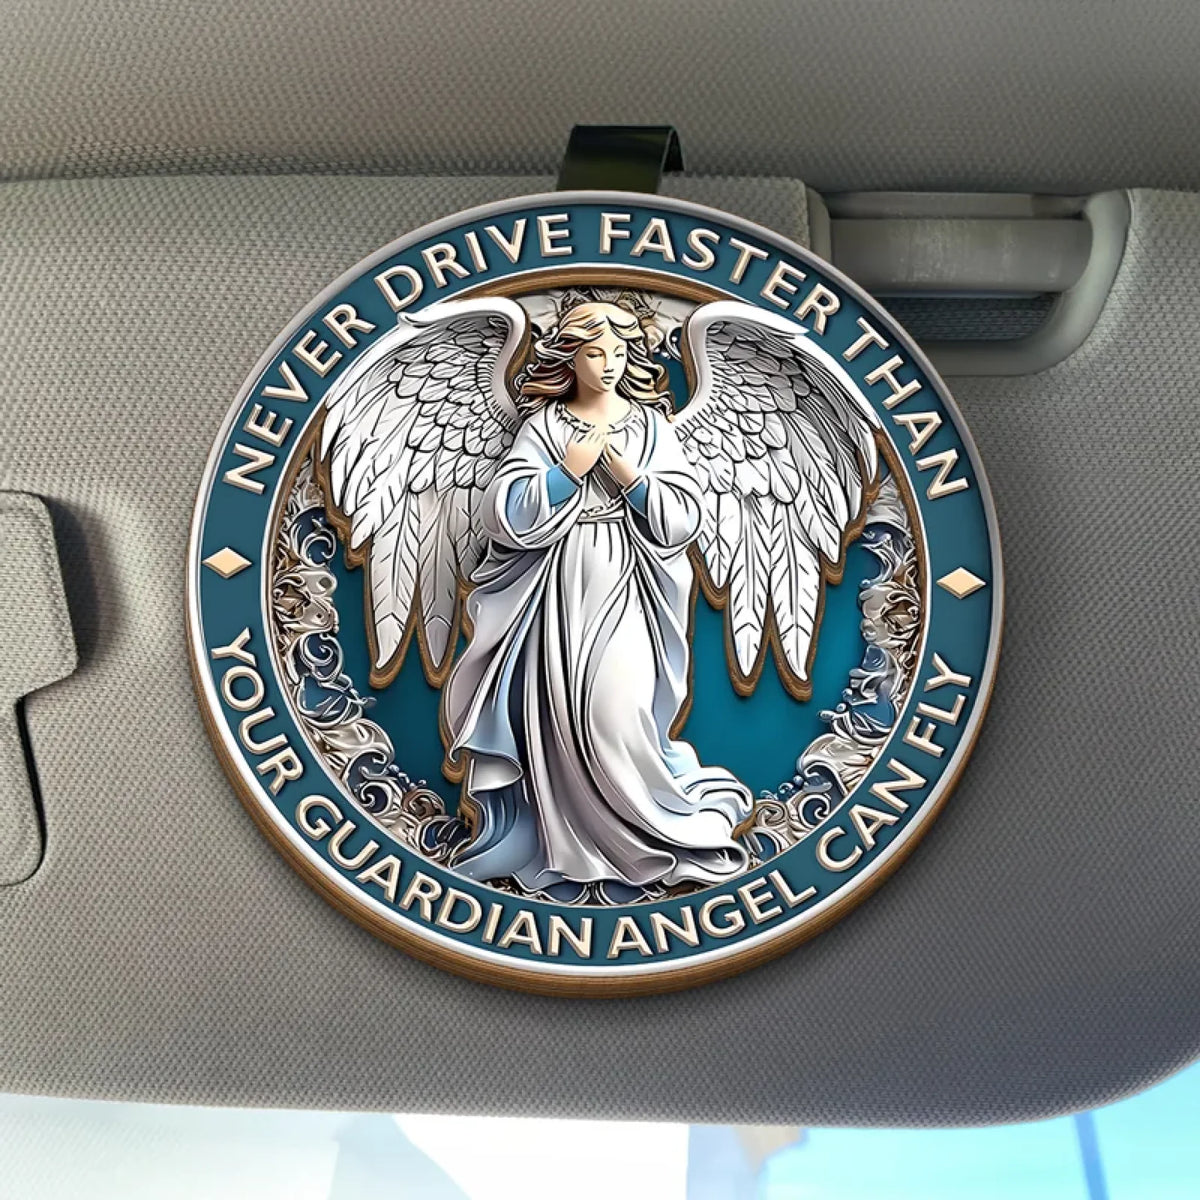 NEVER DRIVE FASTER THAN
YOUR GUARDIAN ANGEL CAN FLY